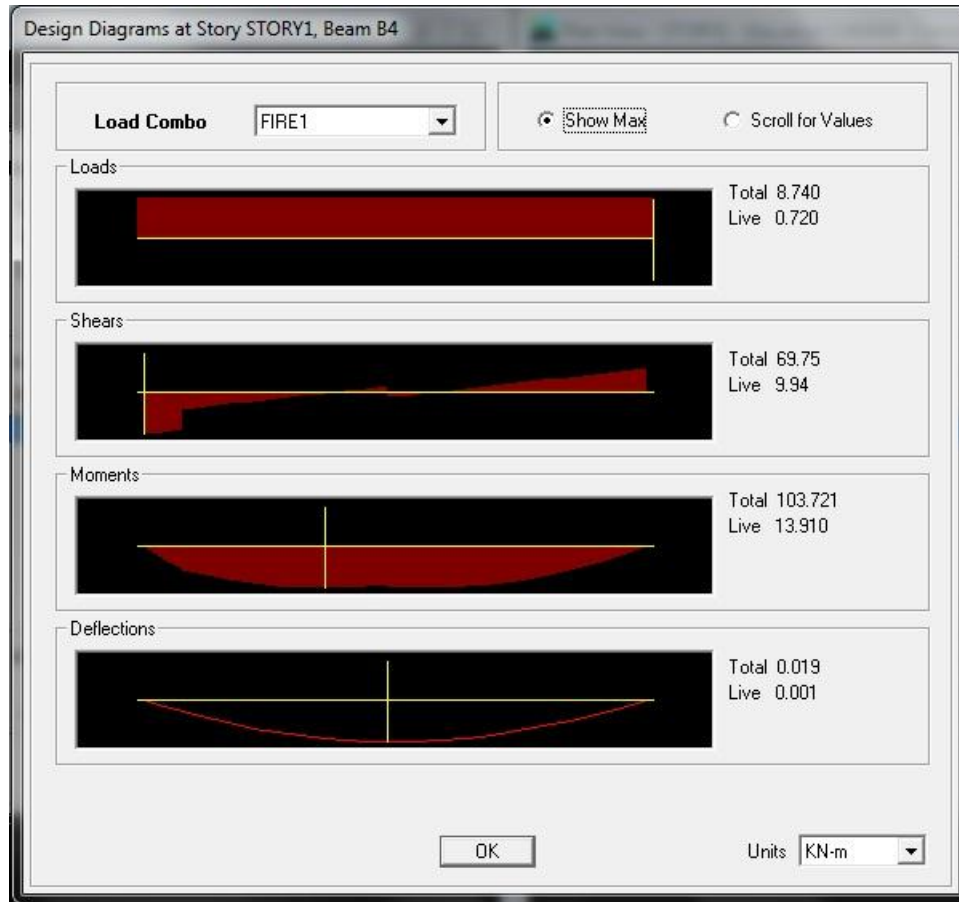 Design Diagrams at Story STORY1, Beam B4
Load Combo FIRE1 Show Max Scroll for Values
Loads
Total 8.740
Live 0.720
Shears
Total 69.75
Live 9.94
Moments
Total 103.721
Live 13.910
Deflections
Total 0.019
Live 0.001
OK Units KN-m